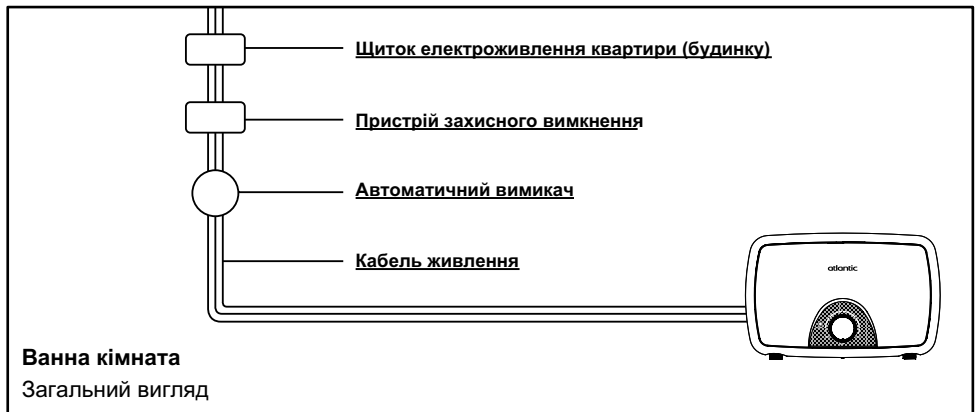 Щиток електроживлення квартири (будинку)
Пристрій захисного вимкнення
Автоматичний вимикач
Кабель живлення
atlantic
Ванна кімната
Загальний вигляд